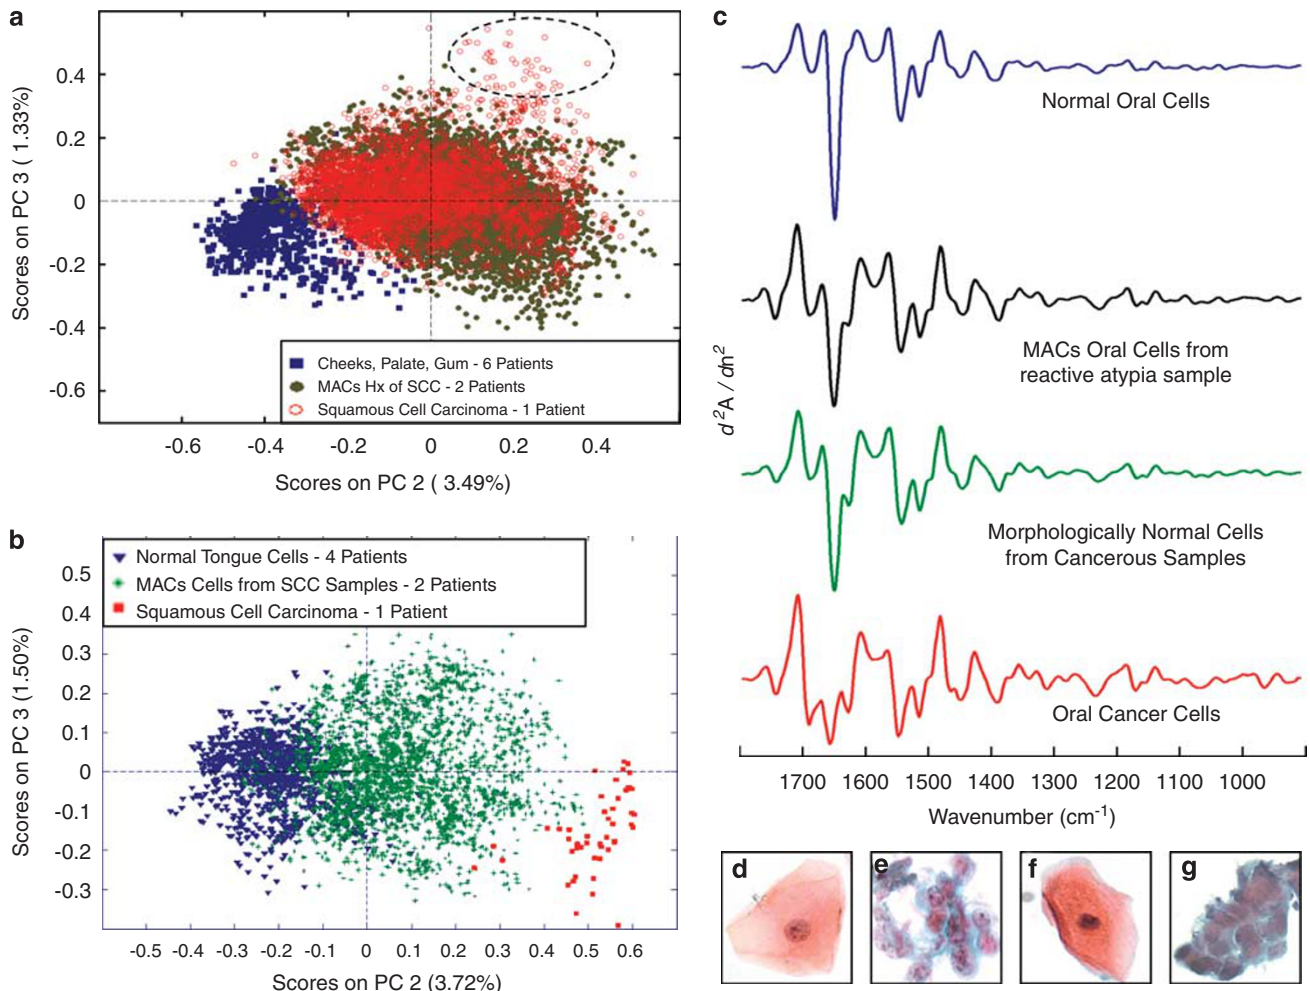 a
Scores on PC 3 ( 1.33%)
0.4
0.2
0
-0.2
-0.4
-0.6
Cheeks, Palate, Gum - 6 Patients
MACs Hx of SCC - 2 Patients
Squamous Cell Carcinoma - 1 Patient
-0.6 -0.4 -0.2 0 0.2 0.4
Scores on PC 2 ( 3.49%)
b
Scores on PC 3 (1.50%)
Normal Tongue Cells - 4 Patients
MACs Cells from SCC Samples - 2 Patients
Squamous Cell Carcinoma - 1 Patient
0.5
0.4
0.3
0.2
0.1
0
-0.1
-0.2
-0.3
-0.5 -0.4 -0.3 -0.2 -0.1 0 0.1 0.2 0.3 0.4 0.5 0.6
Scores on PC 2 (3.72%)
c
d²A / dn²
Normal Oral Cells
MACs Oral Cells from
reactive atypia sample
Morphologically Normal Cells
from Cancerous Samples
Oral Cancer Cells
1700 1600 1500 1400 1300 1200 1100 1000
Wavenumber (cm⁻¹)
d
e
f
g